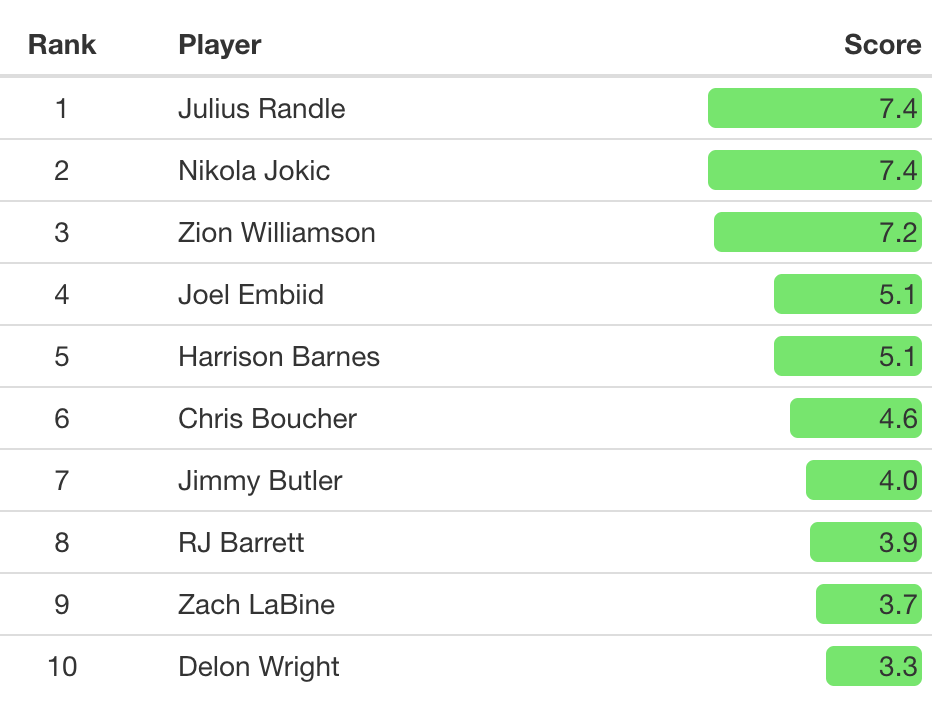 Rank Player Score
1 Julius Randle 7.4
2 Nikola Jokic 7.4
3 Zion Williamson 7.2
4 Joel Embiid 5.1
5 Harrison Barnes 5.1
6 Chris Boucher 4.6
7 Jimmy Butler 4.0
8 RJ Barrett 3.9
9 Zach LaBine 3.7
10 Delon Wright 3.3